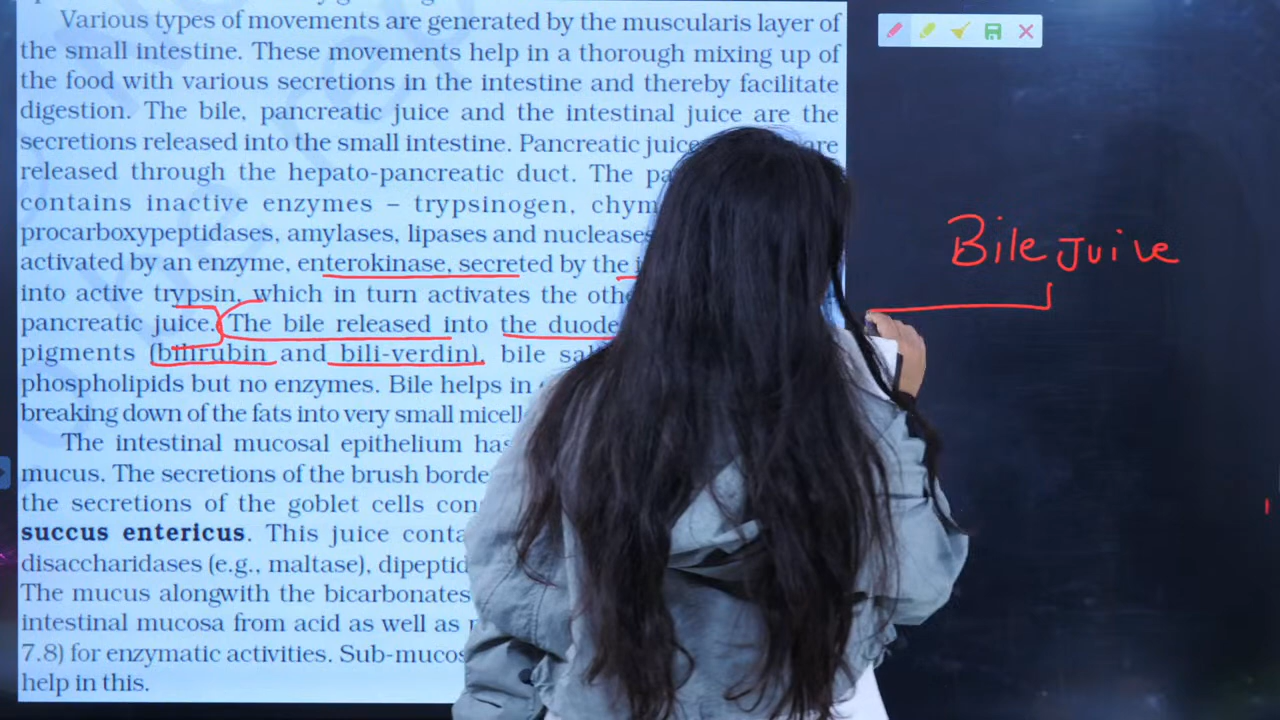 Various types of movements are generated by the muscularis layer of
the small intestine. These movements help in a thorough mixing up of
the food with various secretions in the intestine and thereby facilitate
digestion. The bile, pancreatic juice and the intestinal juice are the
secretions released into the small intestine. Pancreatic juice are
released through the hepato-pancreatic duct. The
contains inactive enzymes – trypsinogen,
procarboxypeptidases, amylases, lipases and
activated by an enzyme, enterokinase, secreted by the
into active trypsin, which in turn activates the
pancreatic juice. The bile released into the
pigments (bilirubin and bili-verdin), bile
phospholipids but no enzymes. Bile helps in
breaking down of the fats into very small
The intestinal mucosal epithelium
mucus. The secretions of the brush
the secretions of the goblet cells
succus entericus. This juice
disaccharidases (e.g., maltase),
The mucus alongwith the bicarbonates
intestinal mucosa from acid as well as
7.8) for enzymatic activities.
help in this.
Bile Juive